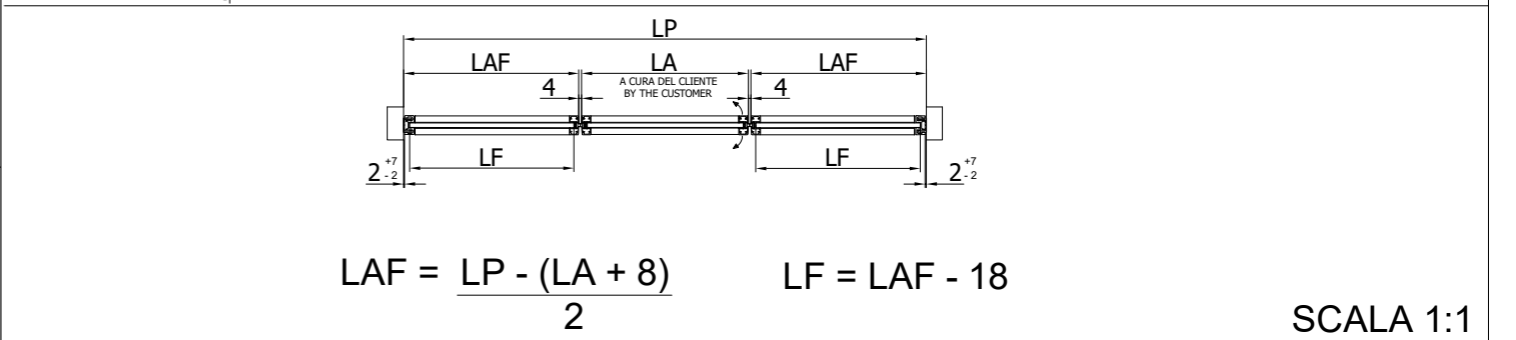 LP
LAF LA LAF
A CURA DEL CLIENTE
BY THE CUSTOMER
4 4
LF LF
2 +7 -2 2 +7 -2
LAF = LP - (LA + 8) LF = LAF - 18
2
SCALA 1:1